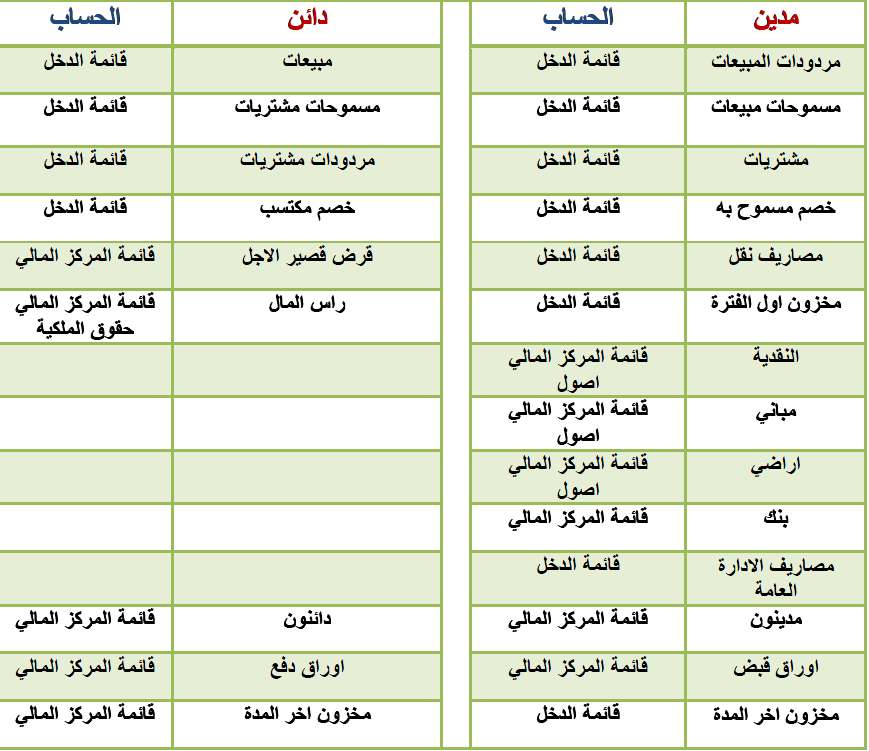 مدين الحساب دائن الحساب
مردودات المبيعات قائمة الدخل مبيعات قائمة الدخل
مسموحات مبيعات قائمة الدخل مسموحات مشتريات قائمة الدخل
مشتريات قائمة الدخل مردودات مشتريات قائمة الدخل
خصم مسموح به قائمة الدخل خصم مكتسب قائمة الدخل
مصاريف نقل قائمة الدخل قرض قصير الاجل قائمة المركز المالي
مخزون اول الفترة قائمة الدخل راس المال قائمة المركز المالي
حقوق الملكية
النقدية قائمة المركز المالي
اصول
مباني قائمة المركز المالي
اصول
اراضي قائمة المركز المالي
اصول
بنك قائمة المركز المالي
مصاريف الادارة قائمة الدخل
العامة
مدينون قائمة المركز المالي دائنون قائمة المركز المالي
اوراق قبض قائمة المركز المالي اوراق دفع قائمة المركز المالي
مخزون اخر المدة قائمة الدخل مخزون اخر المدة قائمة المركز المالي